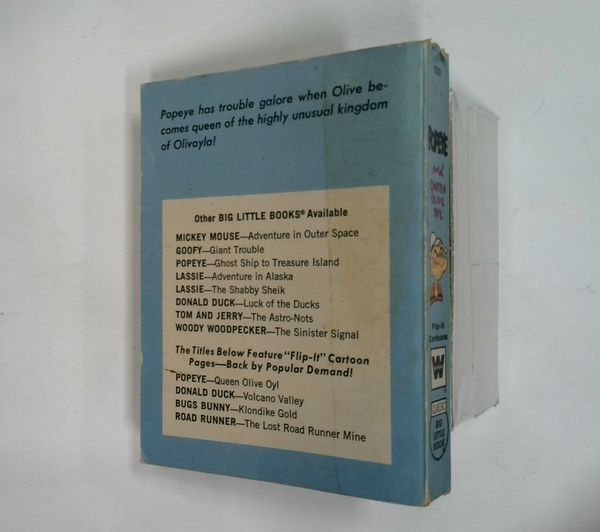 Popeye has trouble galore when Olive be-
comes queen of the highly unusual kingdom
of Olivoyla!
Other BIG LITTLE BOOKS® Available
MICKEY MOUSE—Adventure in Outer Space
GOOFY—Giant Trouble
POPEYE—Ghost Ship to Treasure Island
LASSIE—Adventure in Alaska
LASSIE—The Shabby Sheik
DONALD DUCK—Luck of the Ducks
TOM AND JERRY—The Astro-Nots
WOODY WOODPECKER—The Sinister Signal
The Titles Below Feature "Flip-It" Cartoon
Pages—Back by Popular Demand!
POPEYE—Queen Olive Oyl
DONALD DUCK—Volcano Valley
BUGS BUNNY—Klondike Gold
ROAD RUNNER—The Lost Road Runner Mine
POPEYE
and
QUEEN
OLIVE
OYL
Flip-It
Cartoons
W
CLASSIC
BIG
LITTLE
BOOK